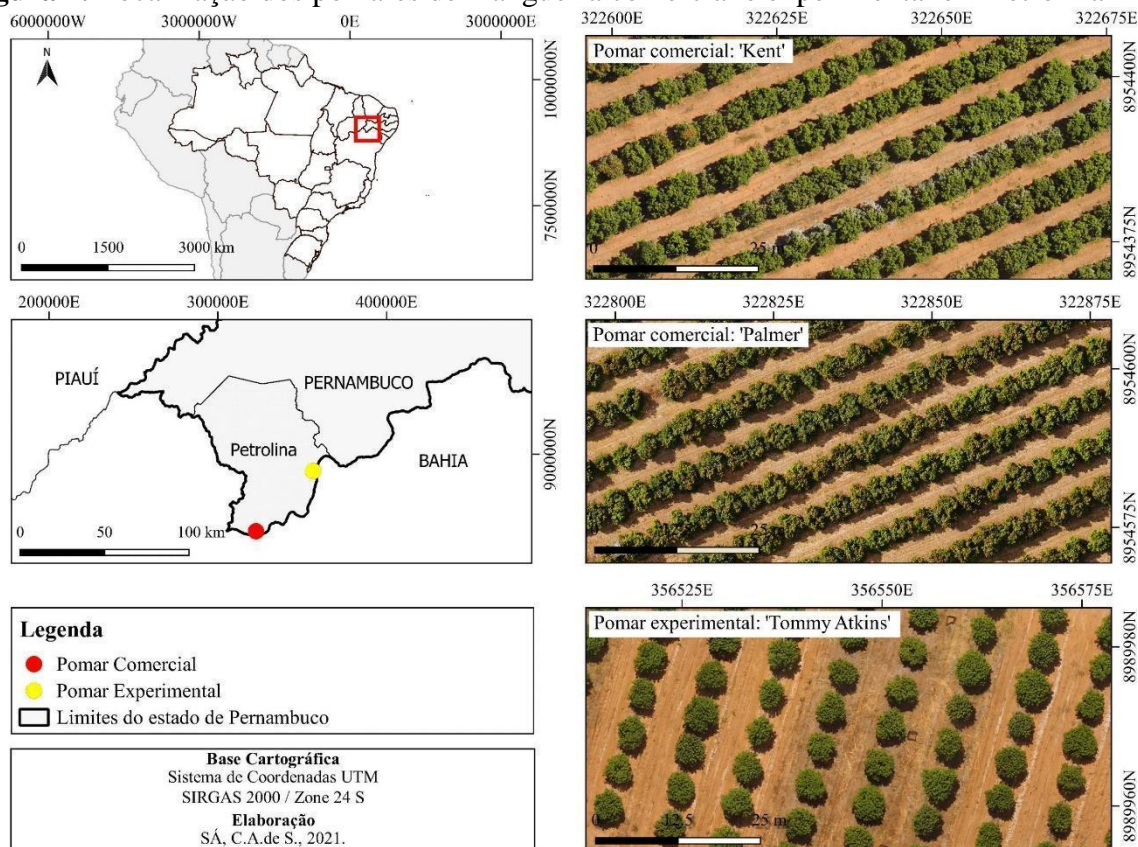 6000000W 3000000W 0E 3000000E
N
10000000N
7500000N
0 1500 3000 km
200000E 300000E 400000E
PIAUÍ
PERNAMBUCO
Petrolina
BAHIA
9000000N
0 50 100 km
Legenda
Pomar Comercial
Pomar Experimental
Limites do estado de Pernambuco
Base Cartográfica
Sistema de Coordenadas UTM
SIRGAS 2000 / Zone 24 S
Elaboração
SÁ, C.A.de S., 2021.
322600E 322625E 322650E 322675E
Pomar comercial: 'Kent'
8954400N
8954375N
0 25 m
322800E 322825E 322850E 322875E
Pomar comercial: 'Palmer'
8954600N
8954575N
25
356525E 356550E 356575E
Pomar experimental: 'Tommy Atkins'
8989980N
8989960N
0 12.5 25 m